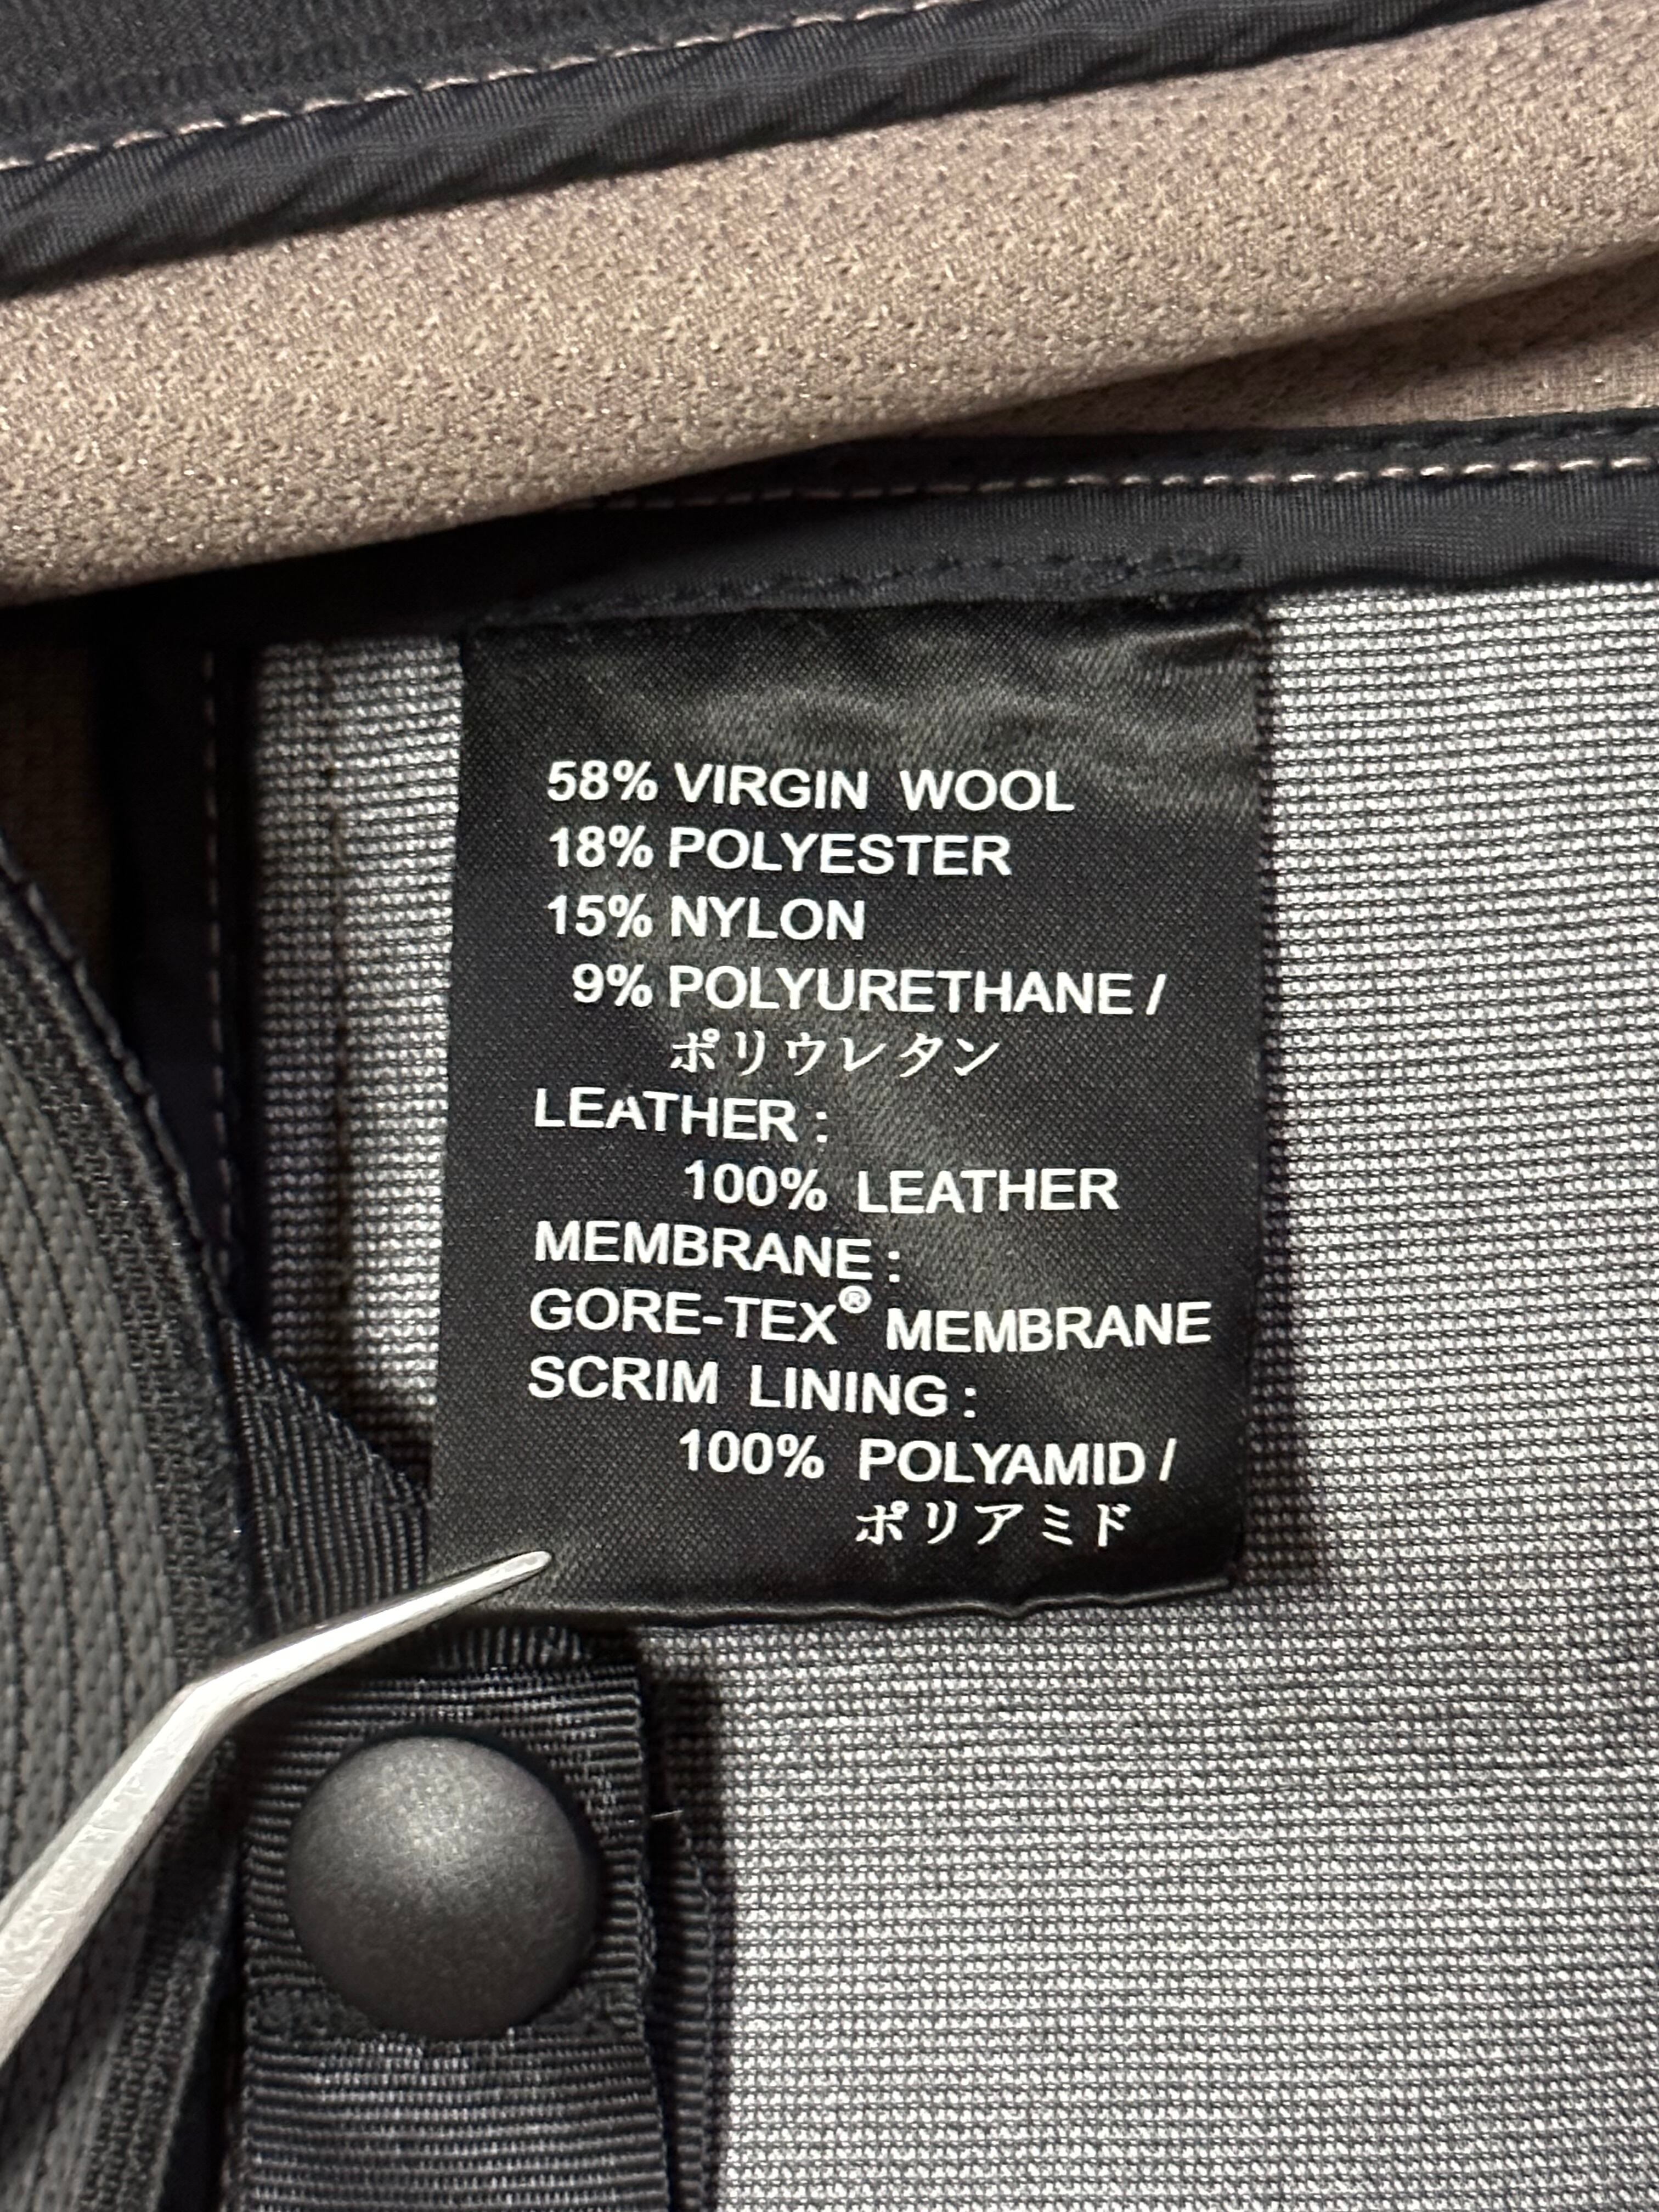 58% VIRGIN WOOL
18% POLYESTER
15% NYLON
9% POLYURETHANE /
ポリウレタン
LEATHER :
100% LEATHER
MEMBRANE :
GORE-TEX® MEMBRANE
SCRIM LINING :
100% POLYAMID /
ポリアミド